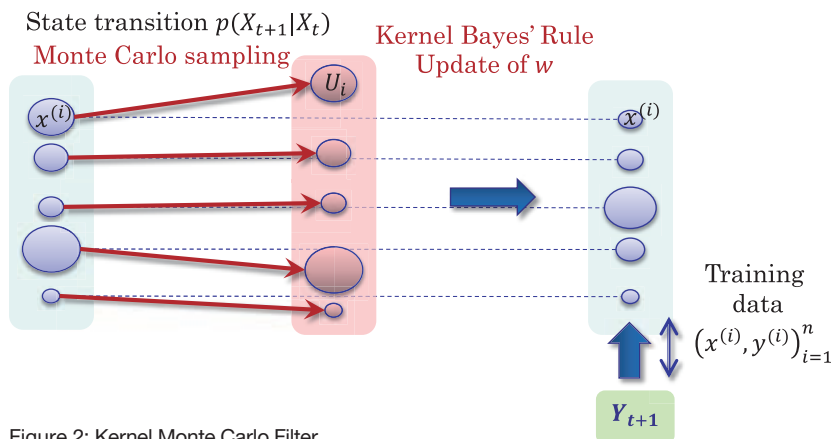 State transition p(X_{t+1}|X_t)
Monte Carlo sampling
Kernel Bayes' Rule
Update of w
x^{(i)}
U_i
x^{(i)}
Training
data
(x^{(i)}, y^{(i)})_{i=1}^{n}
Y_{t+1}
Figure 2: Kernel Monte Carlo Filter